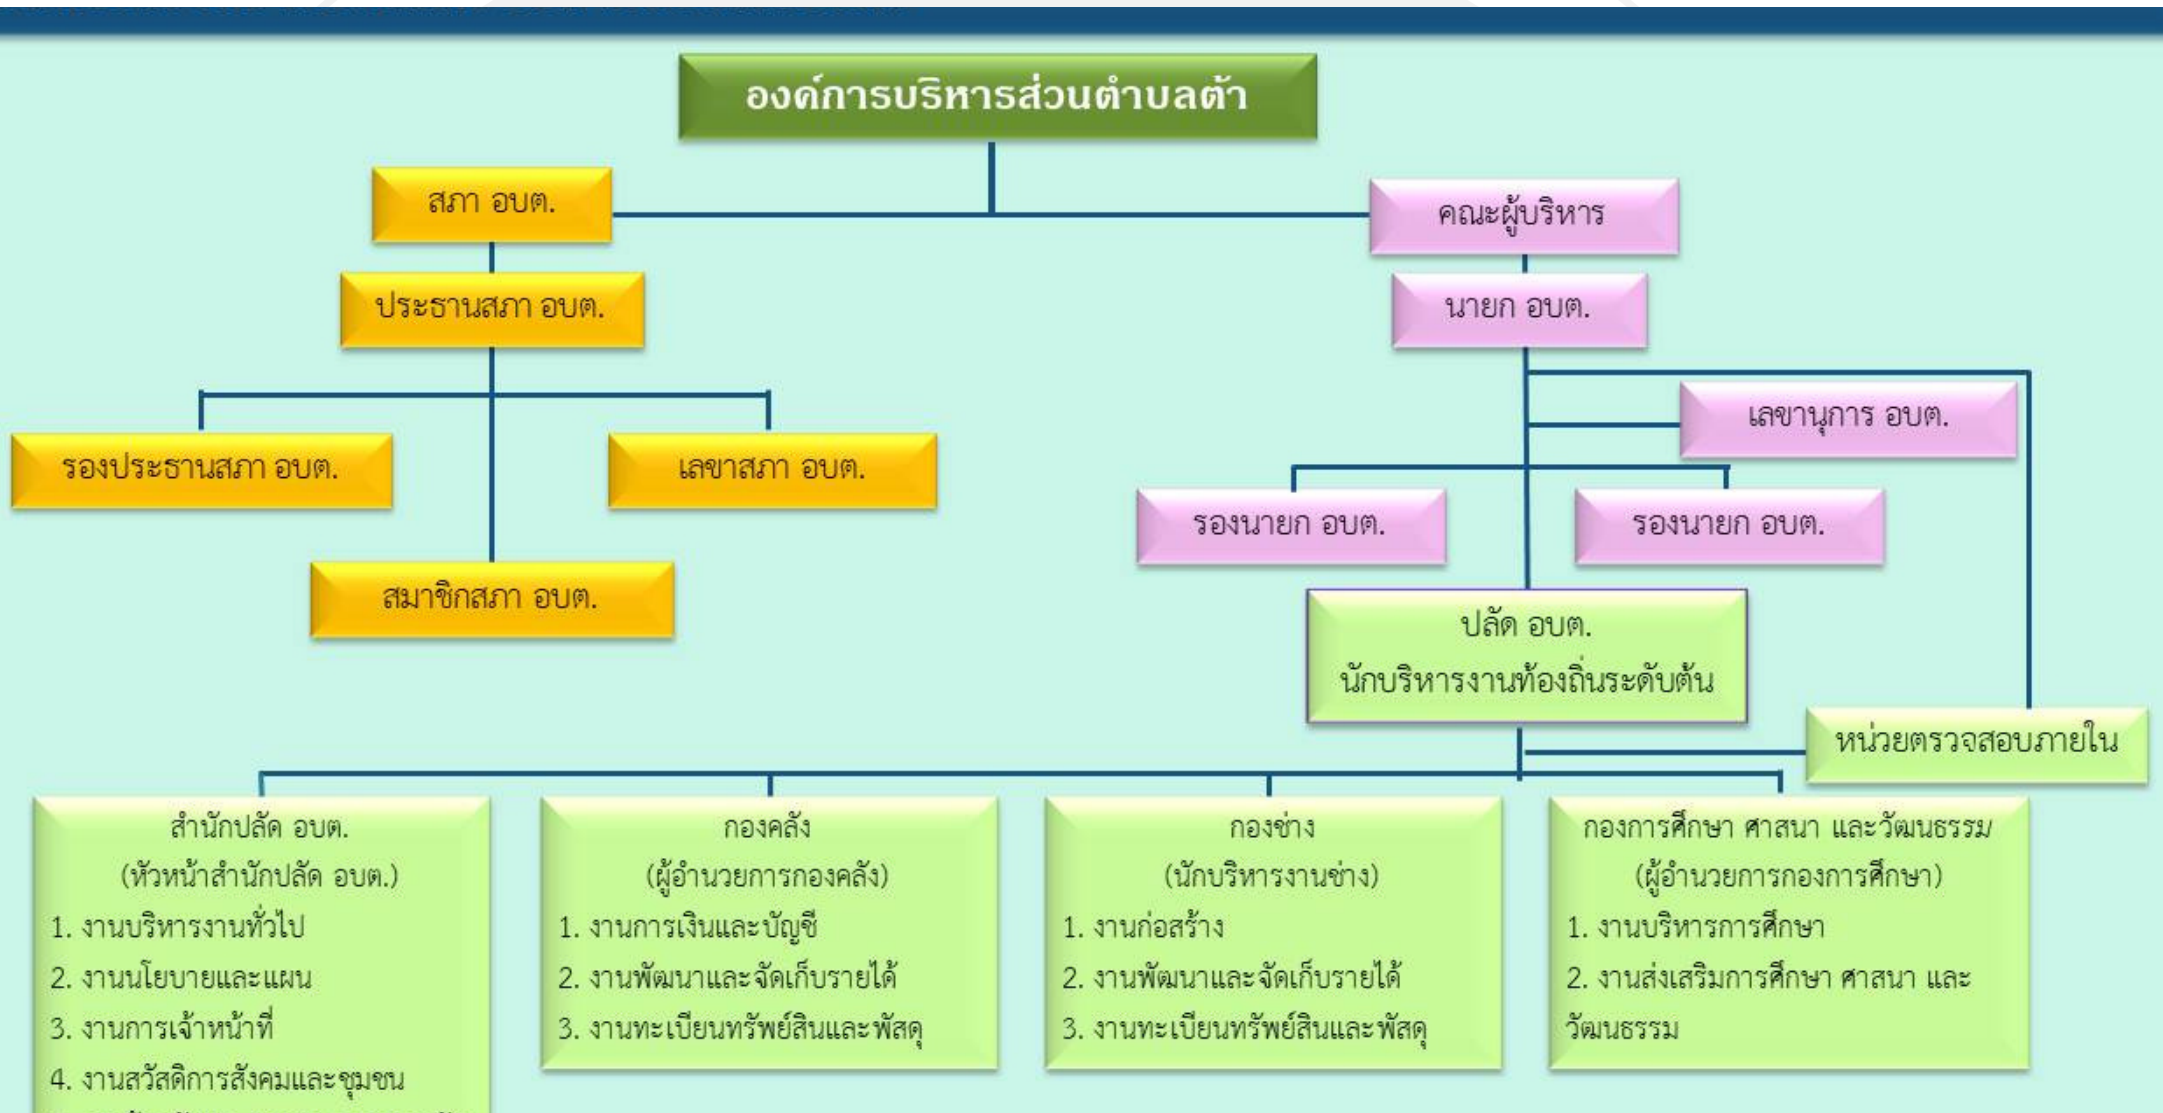 องค์การบริหารส่วนตำบลต้า
สภา อบต.
คณะผู้บริหาร
ประธานสภา อบต.
นายก อบต.
เลขานุการ อบต.
รองประธานสภา อบต.
เลขาสภา อบต.
รองนายก อบต.
รองนายก อบต.
สมาชิกสภา อบต.
ปลัด อบต.
นักบริหารงานท้องถิ่นระดับต้น
หน่วยตรวจสอบภายใน
สำนักปลัด อบต.
(หัวหน้าสำนักปลัด อบต.)
1. งานบริหารงานทั่วไป
2. งานนโยบายและแผน
3. งานการเจ้าหน้าที่
4. งานสวัสดิการสังคมและชุมชน
กองคลัง
(ผู้อำนวยการกองคลัง)
1. งานการเงินและบัญชี
2. งานพัฒนาและจัดเก็บรายได้
3. งานทะเบียนทรัพย์สินและพัสดุ
กองช่าง
(นักบริหารงานช่าง)
1. งานก่อสร้าง
2. งานพัฒนาและจัดเก็บรายได้
3. งานทะเบียนทรัพย์สินและพัสดุ
กองการศึกษา ศาสนา และวัฒนธรรม
(ผู้อำนวยการกองการศึกษา)
1. งานบริหารการศึกษา
2. งานส่งเสริมการศึกษา ศาสนา และ
วัฒนธรรม